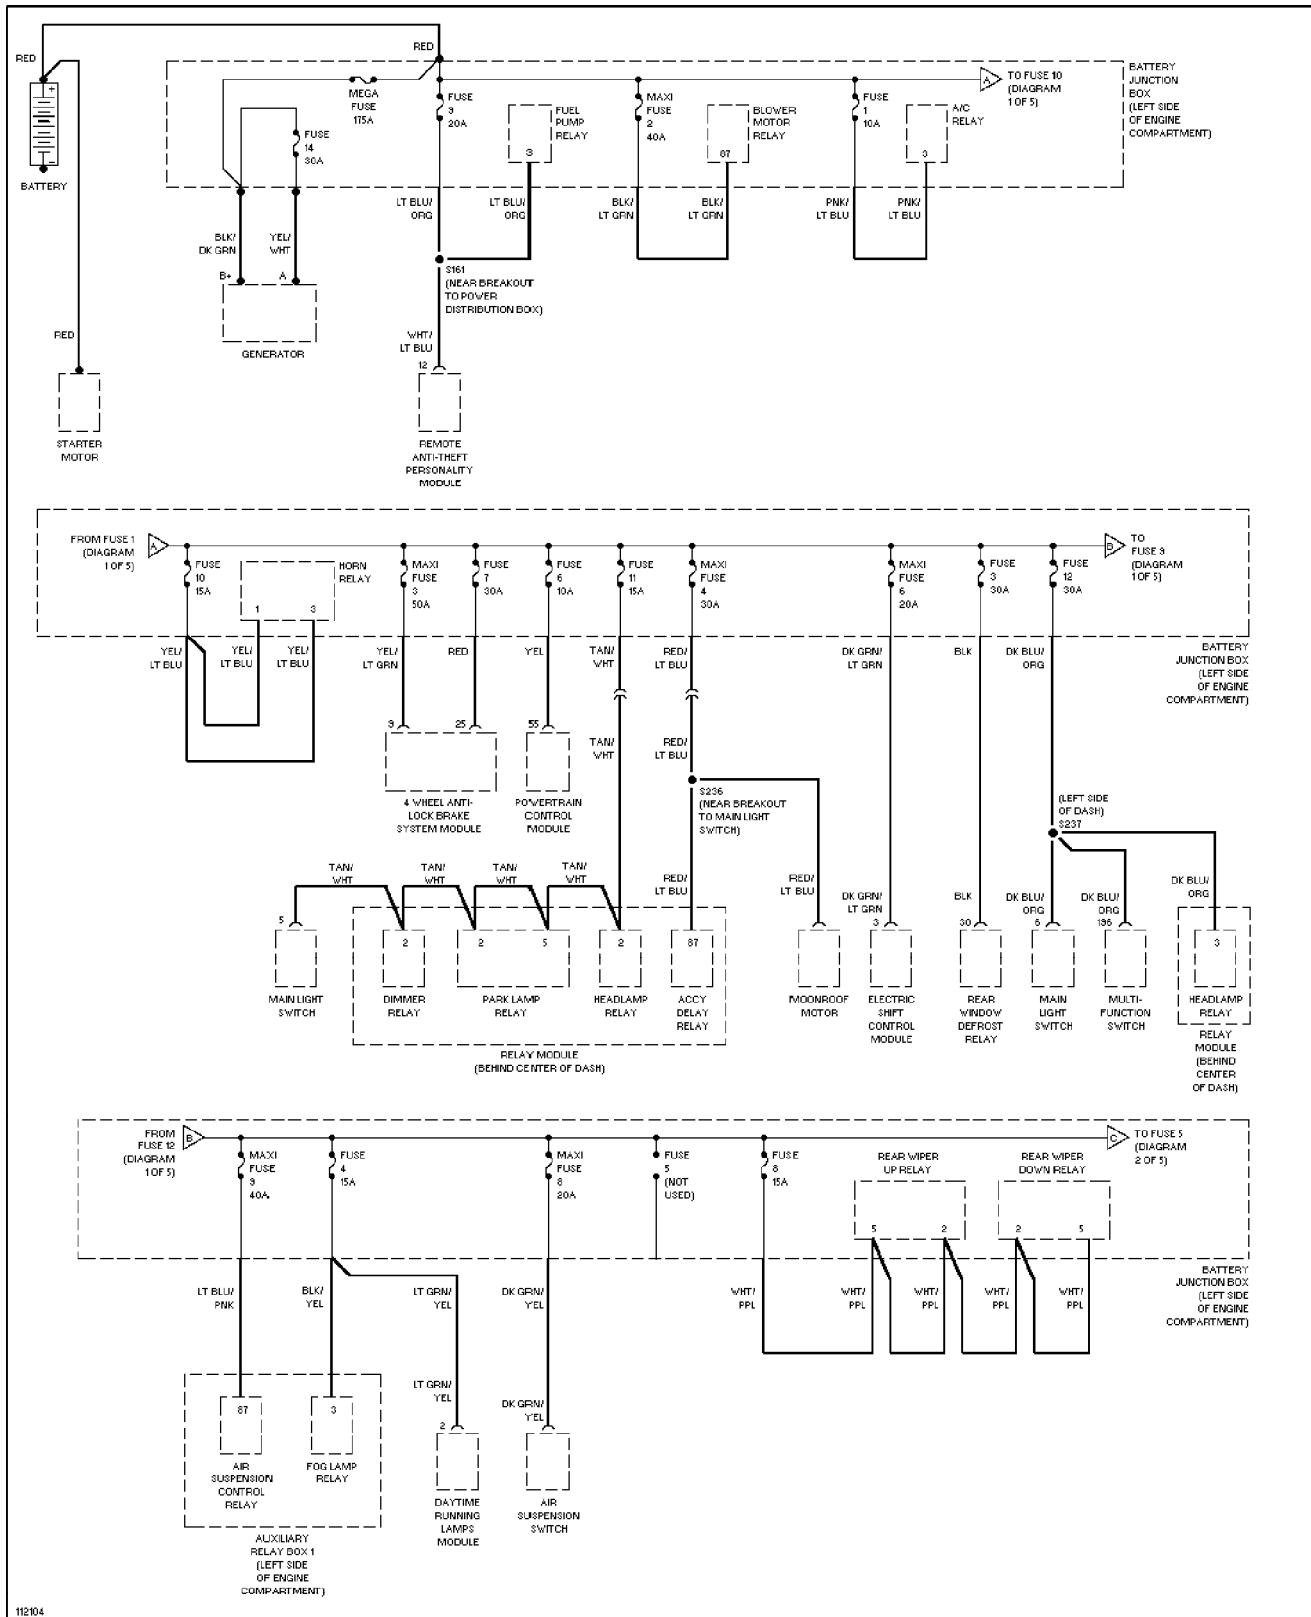 RED
RED
BATTERY
MEGA
FUSE
175A
FUSE
14
30A
FUSE
9
20A
FUEL
PUMP
RELAY
3
MAXI
FUSE
2
40A
BLOWER
MOTOR
RELAY
87
FUSE
1
10A
A/C
RELAY
3
A
TO FUSE 10
(DIAGRAM
1 OF 5)
BATTERY
JUNCTION
BOX
(LEFT SIDE
OF ENGINE
COMPARTMENT)
BLK/
DK GRN
YEL/
WHT
B+
A
GENERATOR
LT BLU/
ORG
LT BLU/
ORG
BLK/
LT GRN
BLK/
LT GRN
PNK/
LT BLU
PNK/
LT BLU
S161
(NEAR BREAKOUT
TO POWER
DISTRIBUTION BOX)
RED
STARTER
MOTOR
WHT/
LT BLU
12
REMOTE
ANTI-THEFT
PERSONALITY
MODULE
FROM FUSE 1
(DIAGRAM
1 OF 5)
A
FUSE
10
15A
HORN
RELAY
1
3
MAXI
FUSE
3
50A
FUSE
7
30A
FUSE
6
10A
FUSE
11
15A
MAXI
FUSE
4
30A
MAXI
FUSE
6
20A
FUSE
3
30A
FUSE
12
30A
B
TO
FUSE 9
(DIAGRAM
1 OF 5)
BATTERY
JUNCTION BOX
(LEFT SIDE
OF ENGINE
COMPARTMENT)
YEL/
LT BLU
YEL/
LT BLU
YEL/
LT BLU
YEL/
LT GRN
RED
YEL
TAN/
WHT
RED/
LT BLU
DK GRN/
LT GRN
BLK
DK BLU/
ORG
9
25
4 WHEEL ANTI-
LOCK BRAKE
SYSTEM MODULE
55
POWERTRAIN
CONTROL
MODULE
TAN/
WHT
RED/
LT BLU
S236
(NEAR BREAKOUT
TO MAIN LIGHT
SWITCH)
(LEFT SIDE
OF DASH)
S237
TAN/
WHT
TAN/
WHT
TAN/
WHT
TAN/
WHT
RED/
LT BLU
RED/
LT BLU
DK GRN/
LT GRN
BLK
DK BLU/
ORG
DK BLU/
ORG
DK BLU/
ORG
5
MAIN LIGHT
SWITCH
2
DIMMER
RELAY
2
5
PARK LAMP
RELAY
2
HEADLAMP
RELAY
87
ACCY
DELAY
RELAY
RELAY MODULE
(BEHIND CENTER OF DASH)
MOONROOF
MOTOR
3
ELECTRIC
SHIFT
CONTROL
MODULE
30
REAR
WINDOW
DEFROST
RELAY
6
MAIN
LIGHT
SWITCH
196
MULTI-
FUNCTION
SWITCH
3
HEADLAMP
RELAY
RELAY
MODULE
(BEHIND
CENTER
OF DASH)
FROM
FUSE 12
(DIAGRAM
1 OF 5)
B
MAXI
FUSE
9
40A
FUSE
4
15A
MAXI
FUSE
8
20A
FUSE
5
(NOT
USED)
FUSE
8
15A
REAR WIPER
UP RELAY
5
2
REAR WIPER
DOWN RELAY
2
5
C
TO FUSE 5
(DIAGRAM
2 OF 5)
BATTERY
JUNCTION BOX
(LEFT SIDE
OF ENGINE
COMPARTMENT)
LT BLU/
PNK
BLK/
YEL
LT GRN/
YEL
DK GRN/
YEL
WHT/
PPL
WHT/
PPL
WHT/
PPL
WHT/
PPL
WHT/
PPL
LT GRN/
YEL
DK GRN/
YEL
87
AIR
SUSPENSION
CONTROL
RELAY
3
FOG LAMP
RELAY
AUXILIARY
RELAY BOX 1
(LEFT SIDE
OF ENGINE
COMPARTMENT)
2
DAYTIME
RUNNING
LAMPS
MODULE
AIR
SUSPENSION
SWITCH
112104